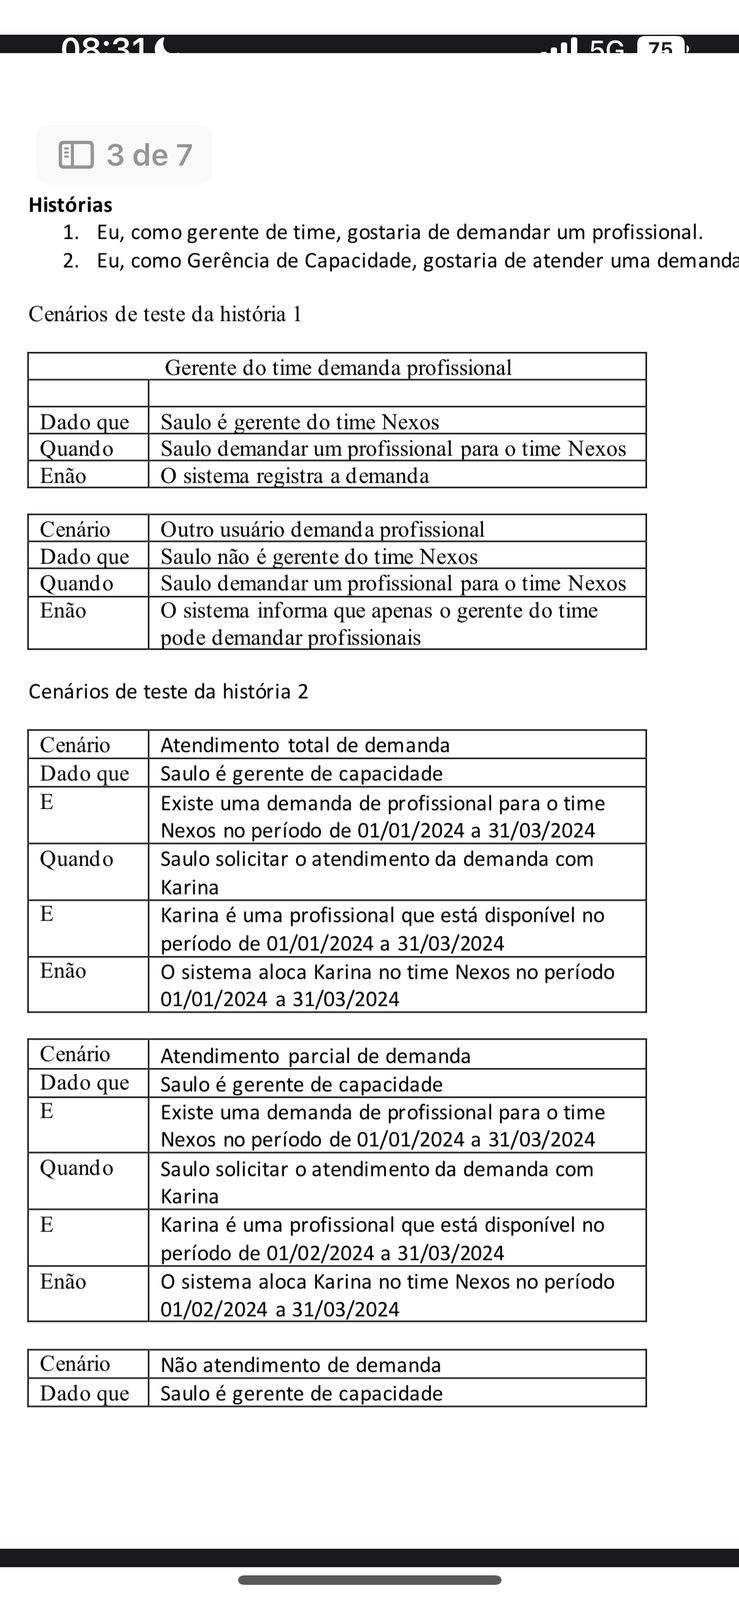 08:31
5G 75
3 de 7
Histórias
1. Eu, como gerente de time, gostaria de demandar um profissional.
2. Eu, como Gerência de Capacidade, gostaria de atender uma demanda
Cenários de teste da história 1
Gerente do time demanda profissional
Dado que Saulo é gerente do time Nexos
Quando Saulo demandar um profissional para o time Nexos
Enão O sistema registra a demanda
Cenário Outro usuário demanda profissional
Dado que Saulo não é gerente do time Nexos
Quando Saulo demandar um profissional para o time Nexos
Enão O sistema informa que apenas o gerente do time
pode demandar profissionais
Cenários de teste da história 2
Cenário Atendimento total de demanda
Dado que Saulo é gerente de capacidade
E Existe uma demanda de profissional para o time
Nexos no período de 01/01/2024 a 31/03/2024
Quando Saulo solicitar o atendimento da demanda com
Karina
E Karina é uma profissional que está disponível no
período de 01/01/2024 a 31/03/2024
Enão O sistema aloca Karina no time Nexos no período
01/01/2024 a 31/03/2024
Cenário Atendimento parcial de demanda
Dado que Saulo é gerente de capacidade
E Existe uma demanda de profissional para o time
Nexos no período de 01/01/2024 a 31/03/2024
Quando Saulo solicitar o atendimento da demanda com
Karina
E Karina é uma profissional que está disponível no
período de 01/02/2024 a 31/03/2024
Enão O sistema aloca Karina no time Nexos no período
01/02/2024 a 31/03/2024
Cenário Não atendimento de demanda
Dado que Saulo é gerente de capacidade